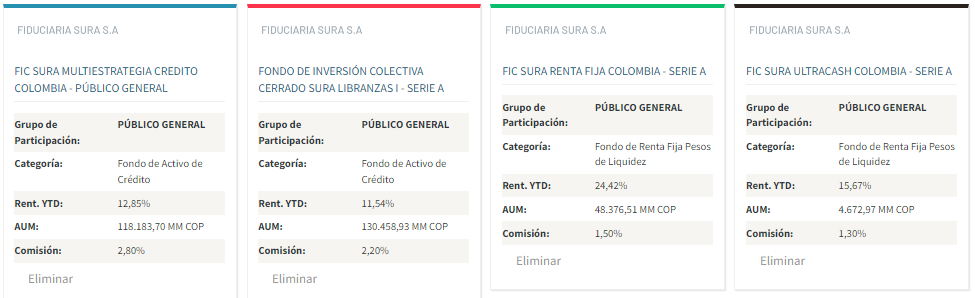 FIDUCIARIA SURA S.A
FIC SURA MULTIESTRATEGIA CREDITO
COLOMBIA - PÚBLICO GENERAL
Grupo de
Participación: PÚBLICO GENERAL
Categoría: Fondo de Activo de
Crédito
Rent. YTD: 12,85%
AUM: 118.183,70 MM COP
Comisión: 2,80%
Eliminar
FIDUCIARIA SURA S.A
FONDO DE INVERSIÓN COLECTIVA
CERRADO SURA LIBRANZAS I - SERIE A
Grupo de
Participación: PÚBLICO GENERAL
Categoría: Fondo de Activo de
Crédito
Rent. YTD: 11,54%
AUM: 130.458,93 MM COP
Comisión: 2,20%
Eliminar
FIDUCIARIA SURA S.A
FIC SURA RENTA FIJA COLOMBIA - SERIE A
Grupo de
Participación: PÚBLICO GENERAL
Categoría: Fondo de Renta Fija Pesos
de Liquidez
Rent. YTD: 24,42%
AUM: 48.376,51 MM COP
Comisión: 1,50%
Eliminar
FIDUCIARIA SURA S.A
FIC SURA ULTRACASH COLOMBIA - SERIE A
Grupo de
Participación: PÚBLICO GENERAL
Categoría: Fondo de Renta Fija Pesos
de Liquidez
Rent. YTD: 15,67%
AUM: 4.672,97 MM COP
Comisión: 1,30%
Eliminar